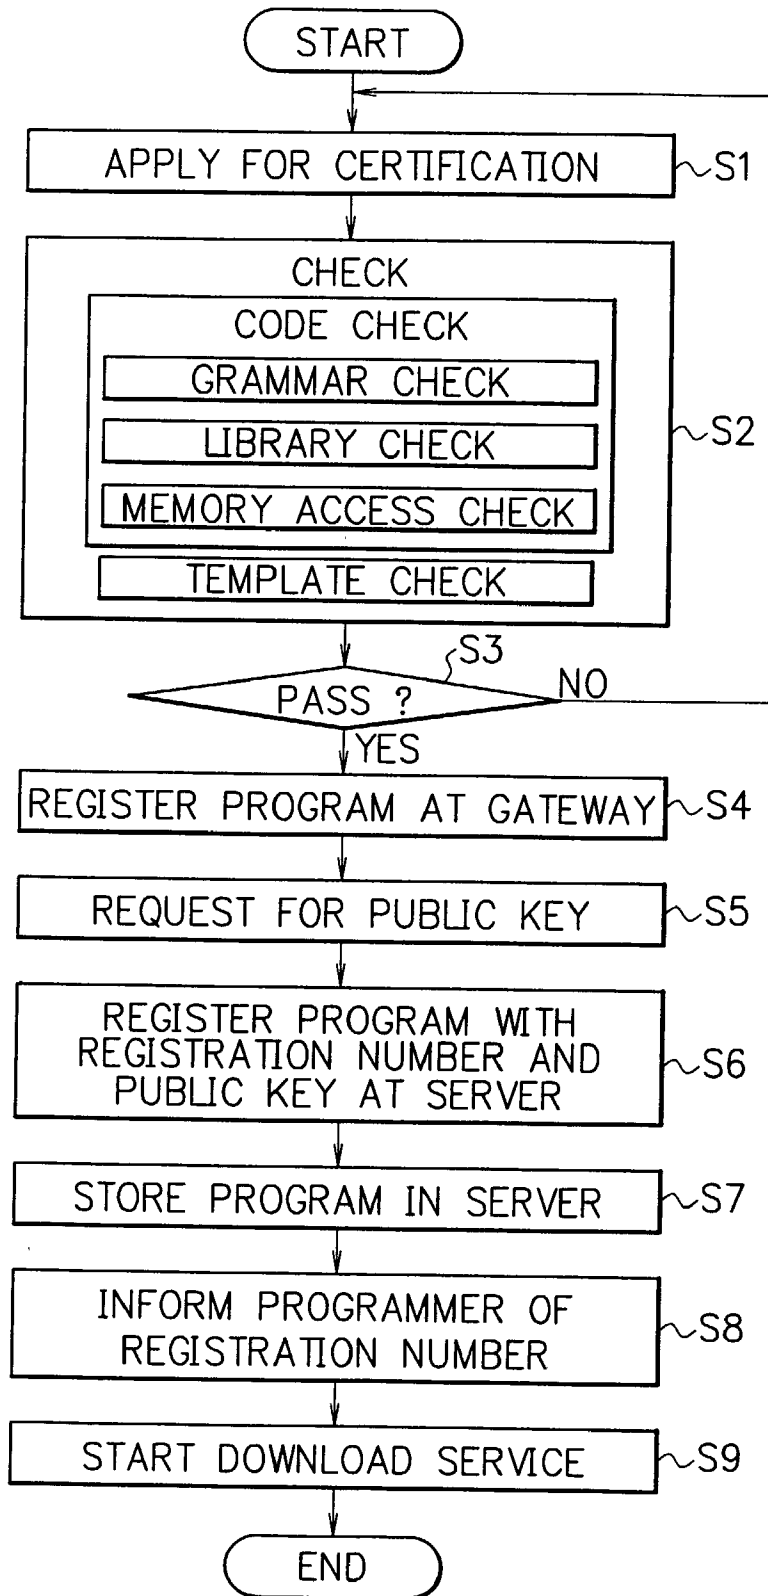 START
APPLY FOR CERTIFICATION
S1
CHECK
CODE CHECK
GRAMMAR CHECK
LIBRARY CHECK
S2
MEMORY ACCESS CHECK
TEMPLATE CHECK
S3
PASS ?
NO
YES
REGISTER PROGRAM AT GATEWAY
S4
REQUEST FOR PUBLIC KEY
S5
REGISTER PROGRAM WITH
REGISTRATION NUMBER AND
PUBLIC KEY AT SERVER
S6
STORE PROGRAM IN SERVER
S7
INFORM PROGRAMMER OF
REGISTRATION NUMBER
S8
START DOWNLOAD SERVICE
S9
END